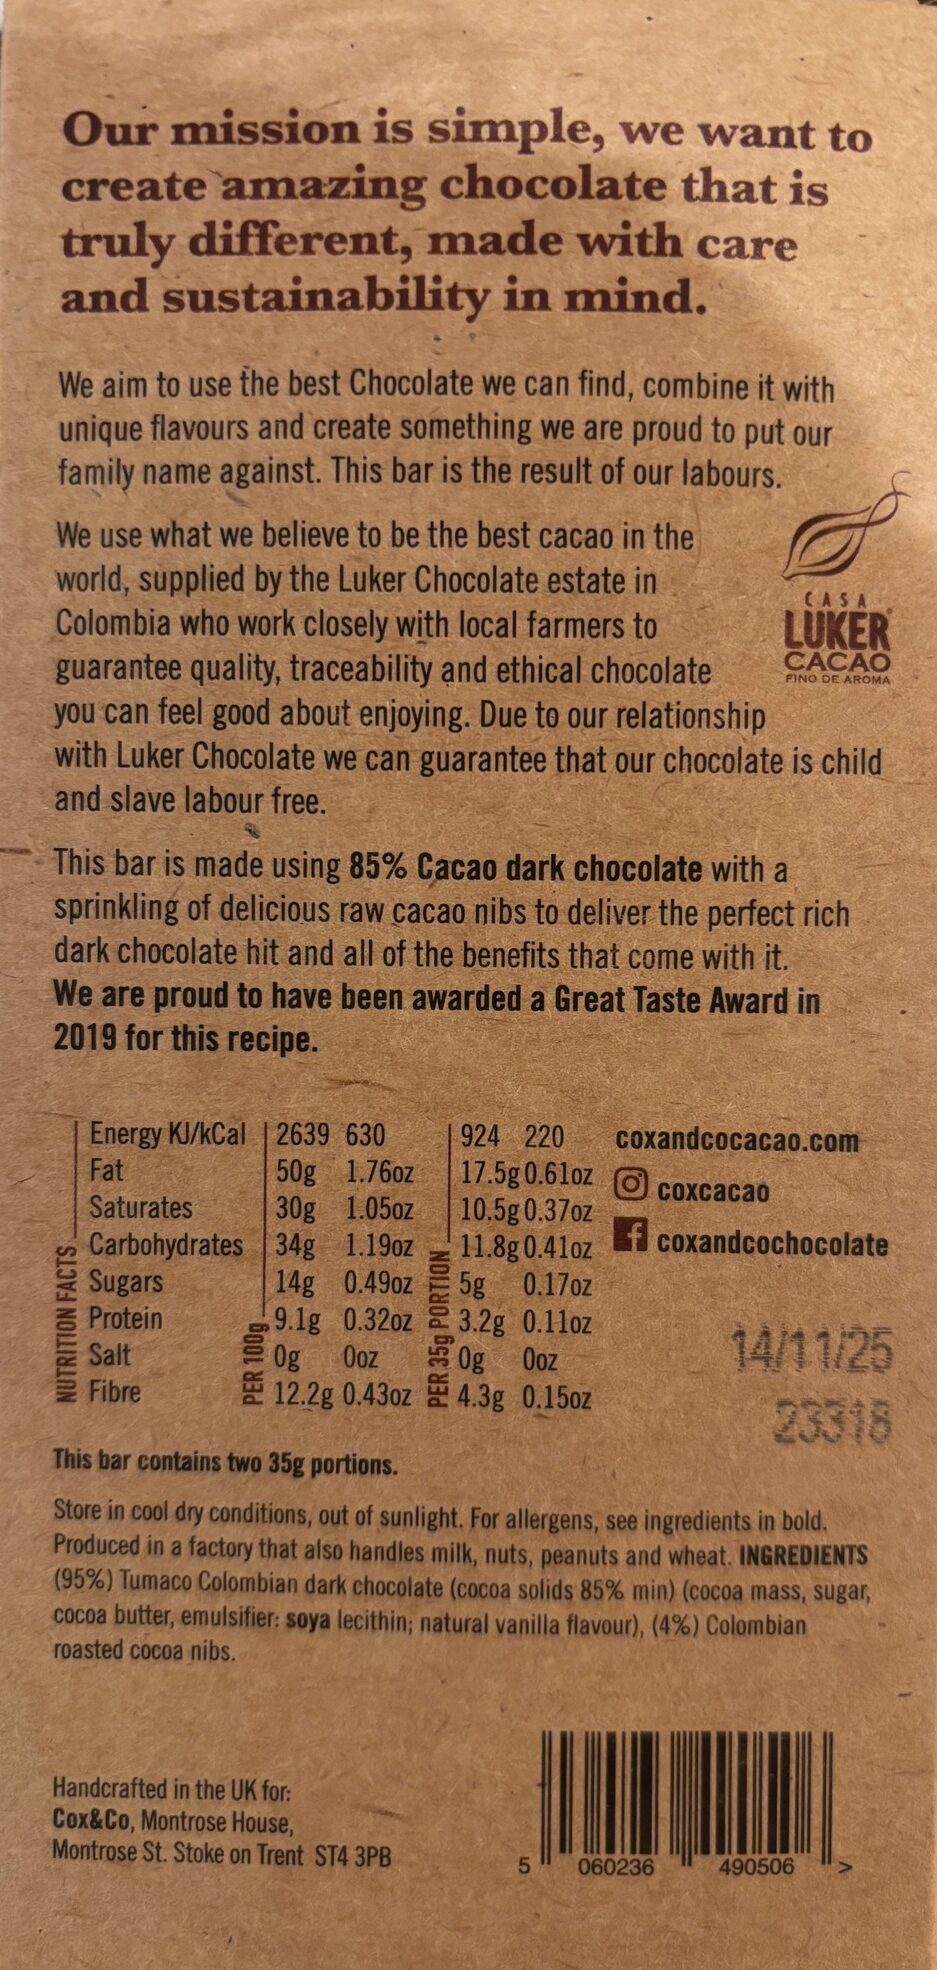 Our mission is simple, we want to
create amazing chocolate that is
truly different, made with care
and sustainability in mind.
We aim to use the best Chocolate we can find, combine it with
unique flavours and create something we are proud to put our
family name against. This bar is the result of our labours.
We use what we believe to be the best cacao in the
world, supplied by the Luker Chocolate estate in
Colombia who work closely with local farmers to
guarantee quality, traceability and ethical chocolate
you can feel good about enjoying. Due to our relationship
with Luker Chocolate we can guarantee that our chocolate is child
and slave labour free.
CASA
LUKER®
CACAO
FINO DE AROMA
This bar is made using 85% Cacao dark chocolate with a
sprinkling of delicious raw cacao nibs to deliver the perfect rich
dark chocolate hit and all of the benefits that come with it.
We are proud to have been awarded a Great Taste Award in
2019 for this recipe.
NUTRITION FACTS
PER 100g
PER 35g PORTION
Energy KJ/kCal 2639 630 924 220
Fat 50g 1.76oz 17.5g 0.61oz
Saturates 30g 1.05oz 10.5g 0.37oz
Carbohydrates 34g 1.19oz 11.8g 0.41oz
Sugars 14g 0.49oz 5g 0.17oz
Protein 9.1g 0.32oz 3.2g 0.11oz
Salt 0g 0oz 0g 0oz
Fibre 12.2g 0.43oz 4.3g 0.15oz
coxandcocacao.com
coxcacao
coxandcochocolate
14/11/25
23318
This bar contains two 35g portions.
Store in cool dry conditions, out of sunlight. For allergens, see ingredients in bold.
Produced in a factory that also handles milk, nuts, peanuts and wheat. INGREDIENTS
(95%) Tumaco Colombian dark chocolate (cocoa solids 85% min) (cocoa mass, sugar,
cocoa butter, emulsifier: soya lecithin; natural vanilla flavour), (4%) Colombian
roasted cocoa nibs.
Handcrafted in the UK for:
Cox&Co, Montrose House,
Montrose St. Stoke on Trent ST4 3PB
5 060236 490506 >